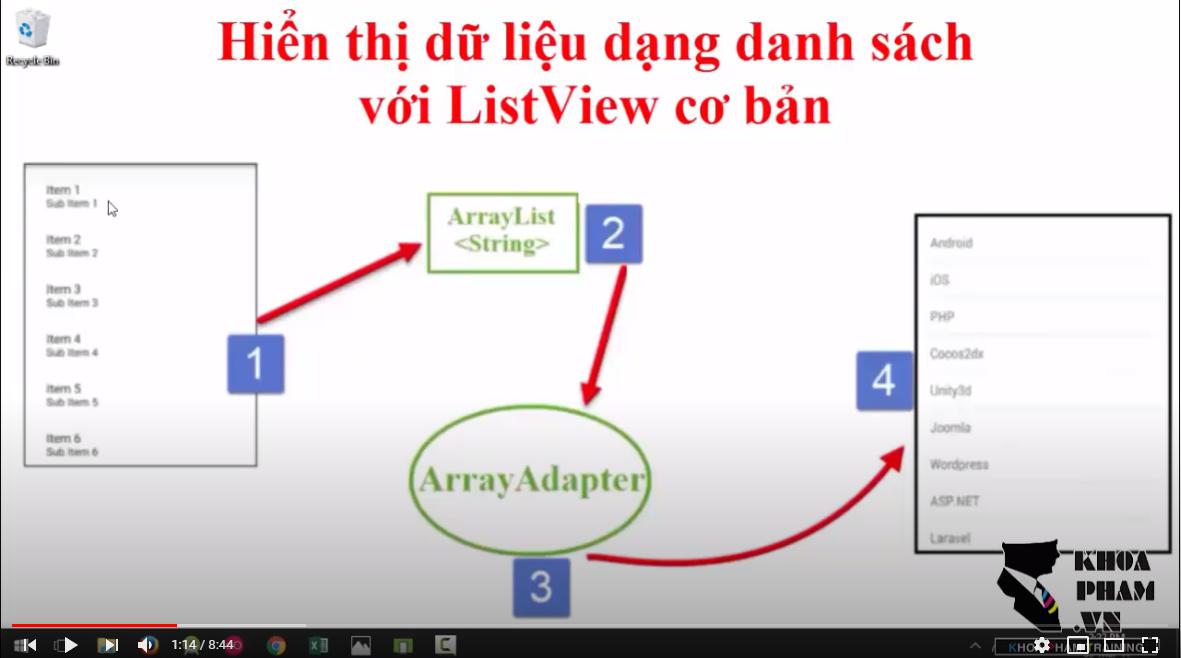 Recycle Bin
Hiển thị dữ liệu dạng danh sách
với ListView cơ bản
Item 1
Sub Item 1
Item 2
Sub Item 2
Item 3
Sub Item 3
Item 4
Sub Item 4
Item 5
Sub Item 5
Item 6
Sub Item 6
1
ArrayList
<String>
2
ArrayAdapter
3
4
Android
iOS
PHP
Cocos2dx
Unity3d
Joomla
Wordpress
ASP.NET
Laravel
KHOA
PHAM
.VN
1:14 / 8:44